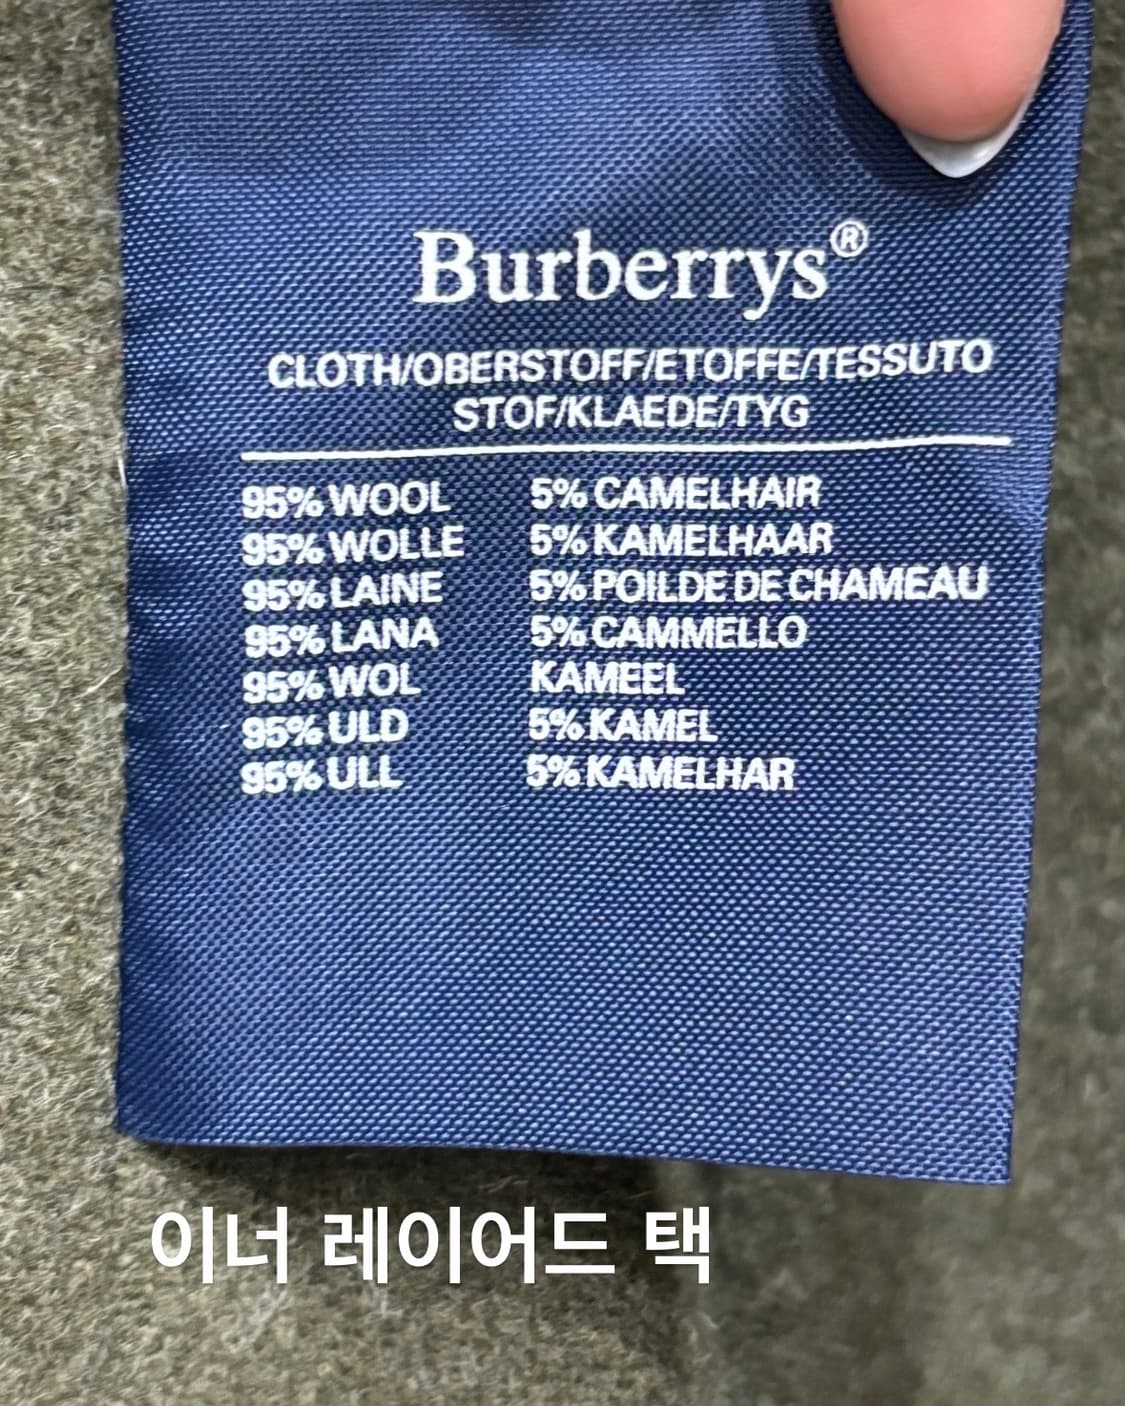 Burberrys®
CLOTH/OBERSTOFF/ETOFFE/TESSUTO
STOF/KLAEDE/TYG
95% WOOL 5% CAMELHAIR
95% WOLLE 5% KAMELHAAR
95% LAINE 5% POILDE DE CHAMEAU
95% LANA 5% CAMMELLO
95% WOL KAMEEL
95% ULD 5% KAMEL
95% ULL 5% KAMELHAR
이너 레이어드 택